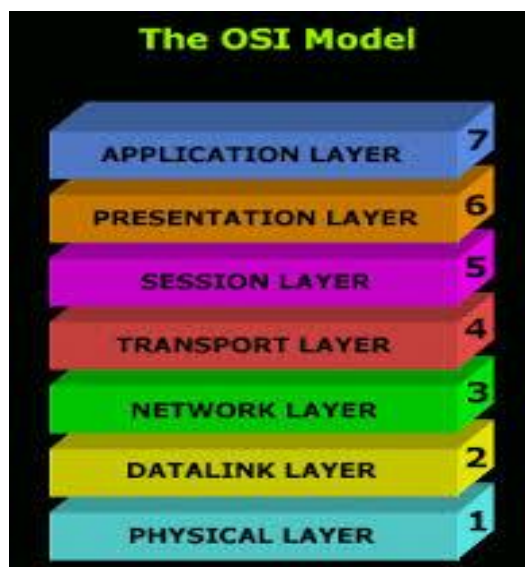 The OSI Model
APPLICATION LAYER 7
PRESENTATION LAYER 6
SESSION LAYER 5
TRANSPORT LAYER 4
NETWORK LAYER 3
DATALINK LAYER 2
PHYSICAL LAYER 1